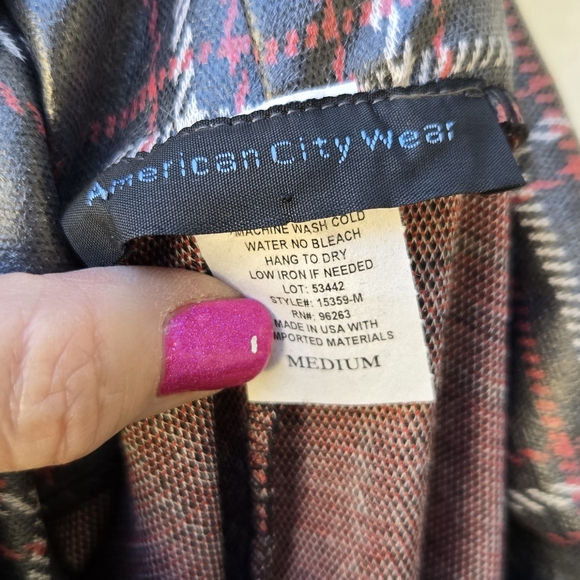 American City Wear
MACHINE WASH COLD
WATER NO BLEACH
HANG TO DRY
LOW IRON IF NEEDED
LOT: 53442
STYLE#: 15359-M
RN#: 96263
MADE IN USA WITH
IMPORTED MATERIALS
MEDIUM